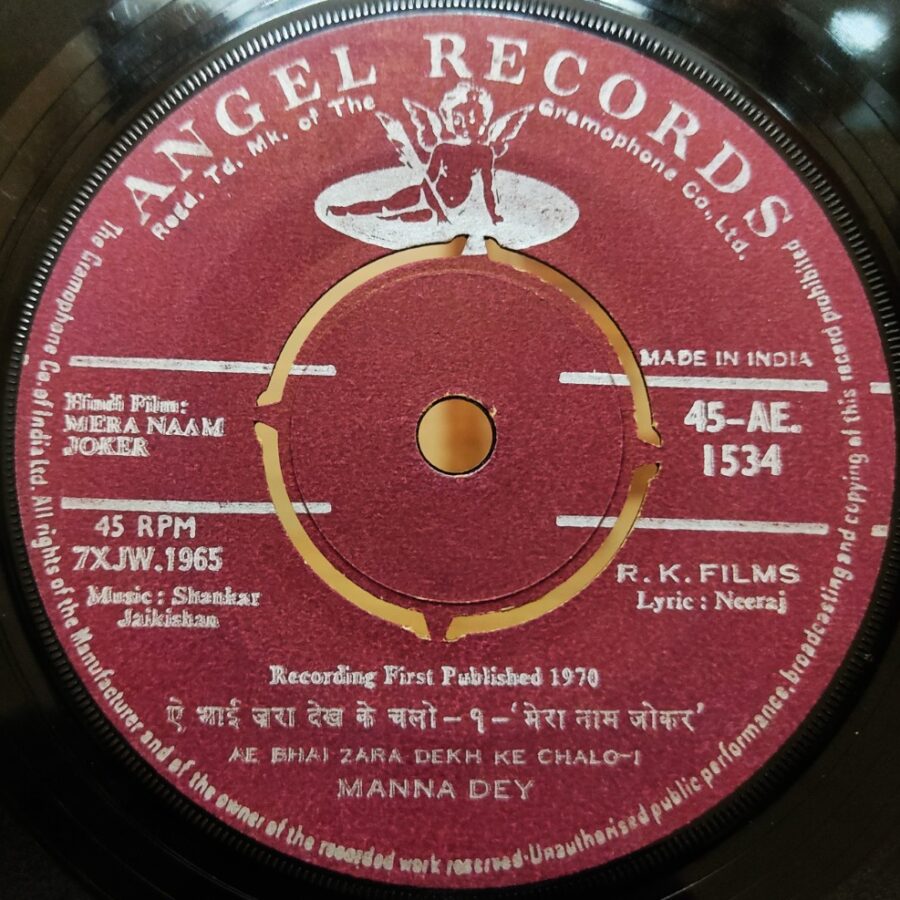 ANGEL RECORDS
Regd. Td. Mk. of The Gramophone Co., Ltd.
MADE IN INDIA
Hindi Film:
MERA NAAM
JOKER
45-AE.
1534
45 RPM
7XJW.1965
Music : Shankar
Jaikishan
R. K. FILMS
Lyric : Neeraj
Recording First Published 1970
ऐ भाई ज़रा देख के चलो - १ - 'मेरा नाम जोकर'
AE BHAI ZARA DEKH KE CHALO-I
MANNA DEY
The Gramophone Co. of India Ltd. All rights of the Manufacturer and of the owner of the recorded work reserved·Unauthorised public performance, broadcasting and copying of this record prohibited